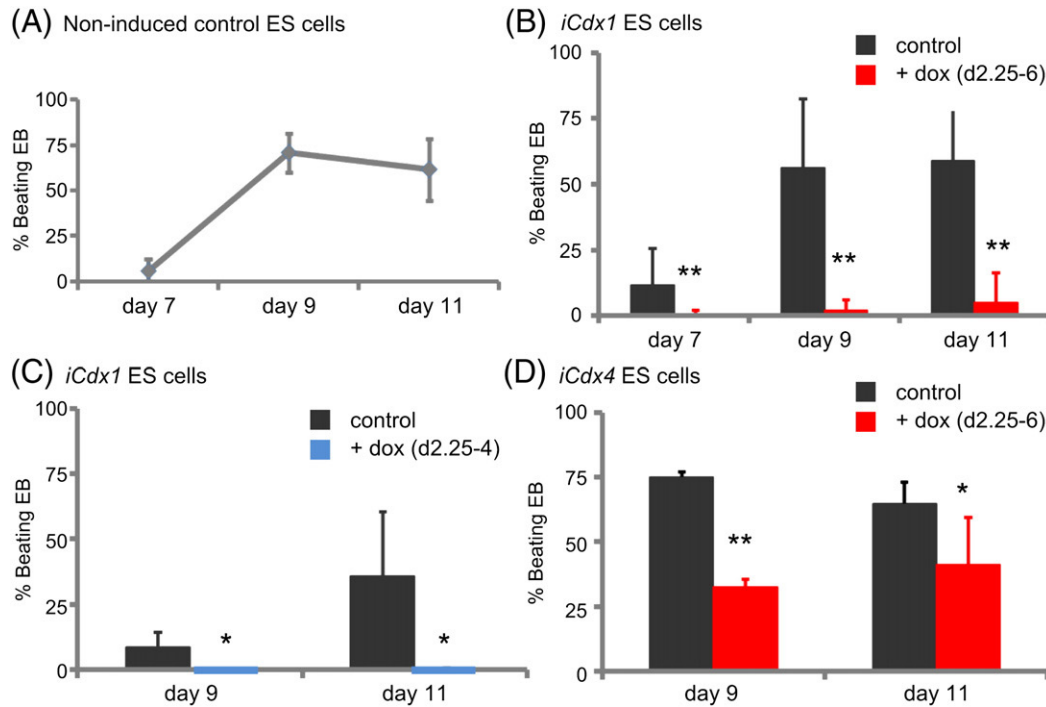 (A) Non-induced control ES cells
% Beating EB
100
75
50
25
0
day 7 day 9 day 11
(B) iCdx1 ES cells
control
+ dox (d2.25-6)
% Beating EB
100
75
50
25
0
** ** **
day 7 day 9 day 11
(C) iCdx1 ES cells
control
+ dox (d2.25-4)
% Beating EB
100
75
50
25
0
* *
day 9 day 11
(D) iCdx4 ES cells
control
+ dox (d2.25-6)
% Beating EB
100
75
50
25
0
** *
day 9 day 11